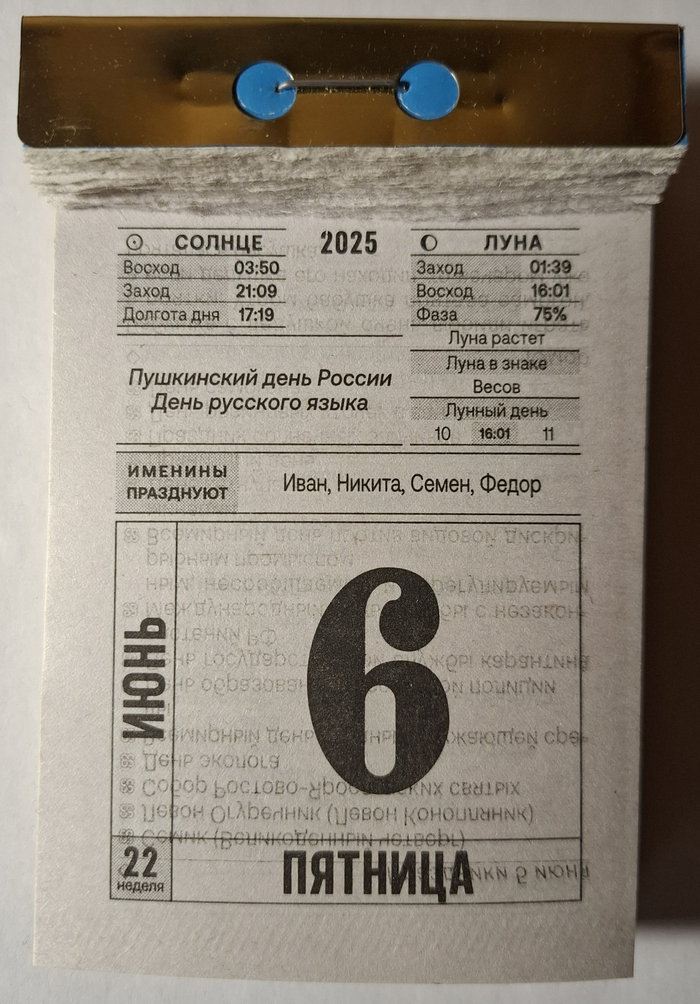 СОЛНЦЕ
Восход 03:50
Заход 21:09
Долгота дня 17:19
2025
ЛУНА
Заход 01:39
Восход 16:01
Фаза 75%
Луна растет
Луна в знаке
Весов
Лунный день
10 16:01 11
Пушкинский день России
День русского языка
ИМЕНИНЫ
ПРАЗДНУЮТ
Иван, Никита, Семен, Федор
ИЮНЬ
6
22
неделя
ПЯТНИЦА